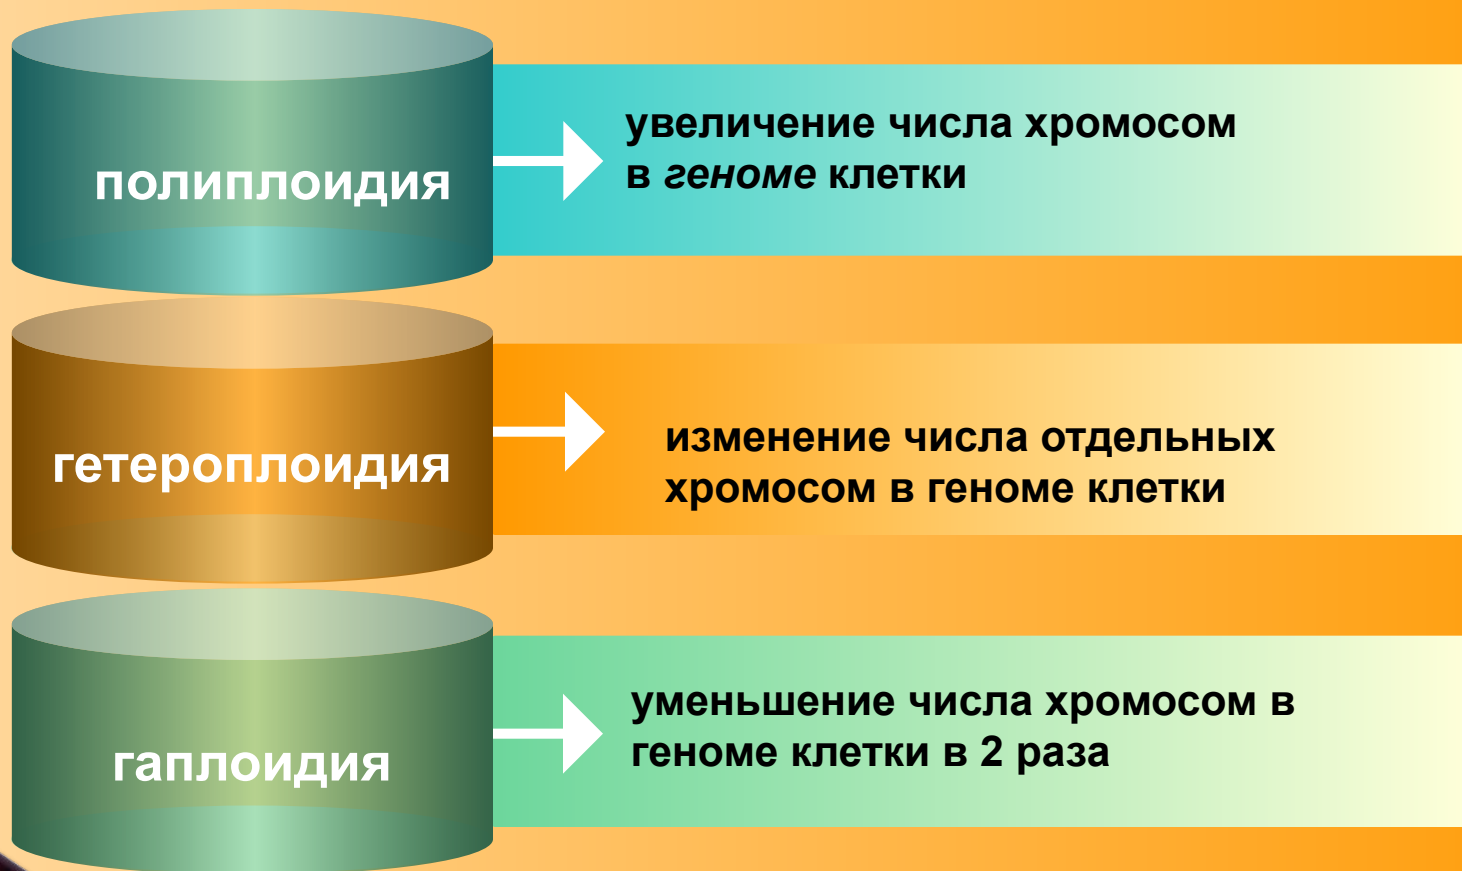 полиплоидия
увеличение числа хромосом
в геноме клетки
гетероплоидия
изменение числа отдельных
хромосом в геноме клетки
гаплоидия
уменьшение числа хромосом в
геноме клетки в 2 раза